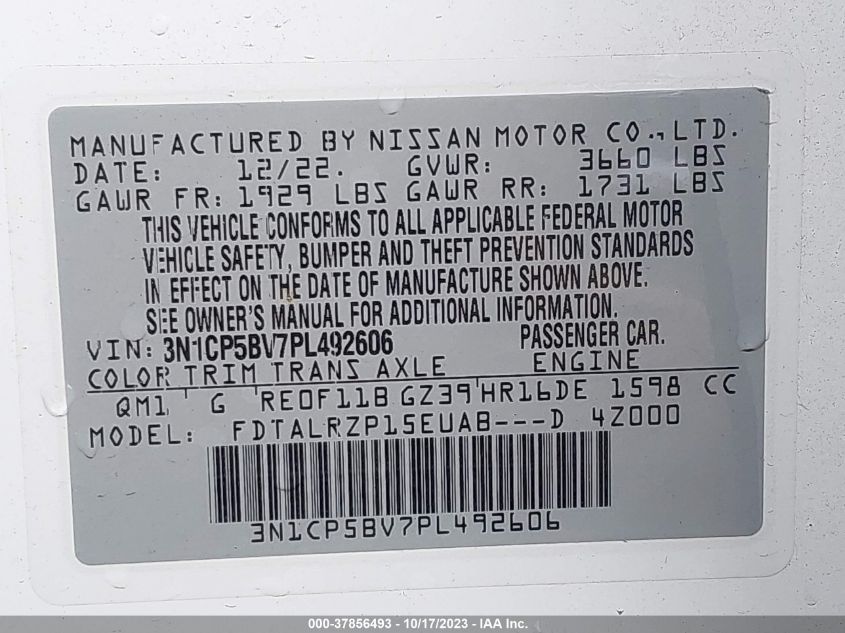 MANUFACTURED BY NISSAN MOTOR CO.,LTD.
DATE: 12/22. GVWR: 3660 LBS
GAWR FR: 1929 LBS GAWR RR: 1731 LBS
THIS VEHICLE CONFORMS TO ALL APPLICABLE FEDERAL MOTOR
VEHICLE SAFETY, BUMPER AND THEFT PREVENTION STANDARDS
IN EFFECT ON THE DATE OF MANUFACTURE SHOWN ABOVE.
SEE OWNER'S MANUAL FOR ADDITIONAL INFORMATION.
VIN: 3N1CP5BV7PL492606 PASSENGER CAR.
COLOR TRIM TRANS AXLE ENGINE
QM1 G RE0F11B GZ39 HR16DE 1598 CC
MODEL: FDTALRZP15EUAB---D 4Z000
3N1CP5BV7PL492606
000-37856493 - 10/17/2023 - IAA Inc.